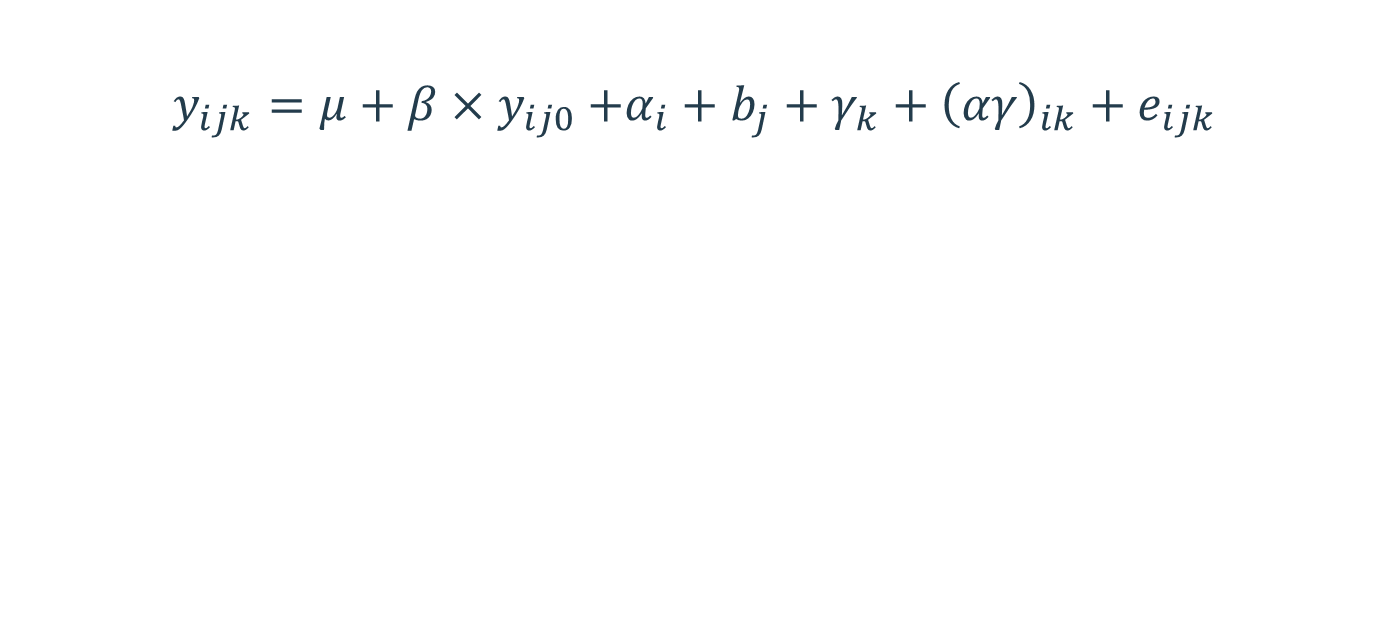 y_{ijk} = μ + β × y_{ij0} +α_i + b_j + γ_k + (αγ)_{ik} + e_{ijk}